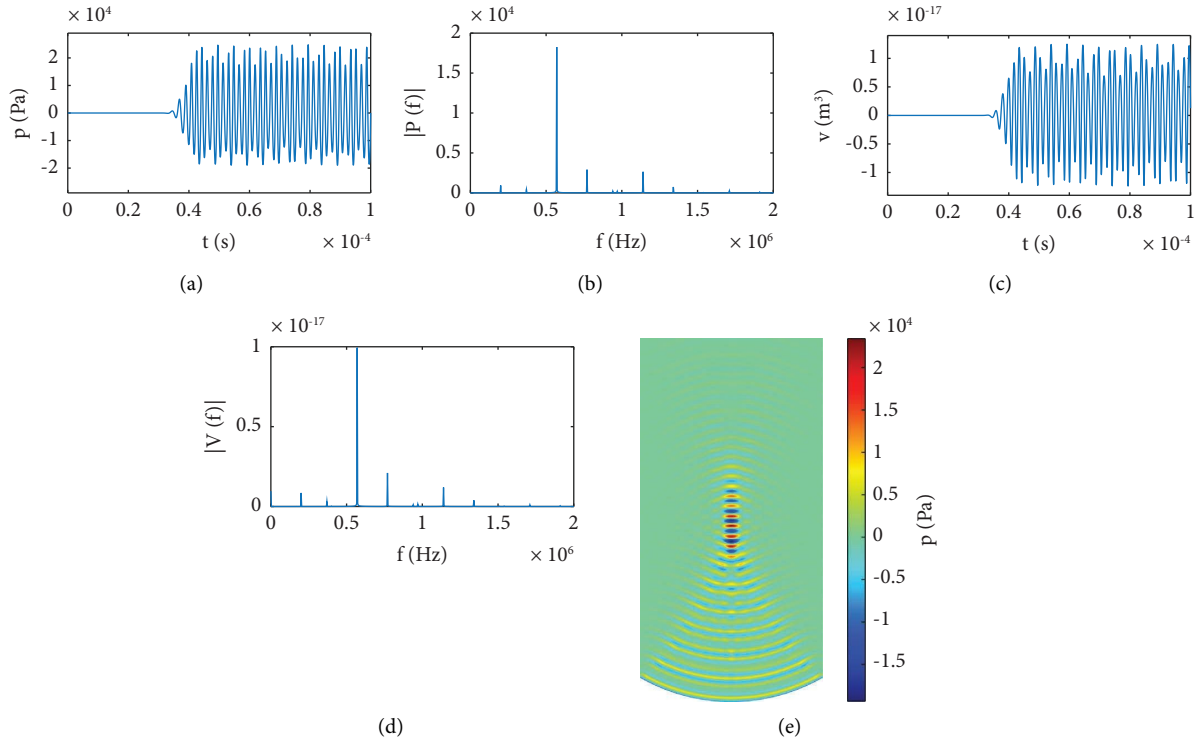 × 10⁴
p (Pa)
2
1
0
-1
-2
0 0.2 0.4 0.6 0.8 1
t (s) × 10⁻⁴
(a)
× 10⁴
|P (f)|
2
1.5
1
0.5
0
0 0.5 1 1.5 2
f (Hz) × 10⁶
(b)
× 10⁻¹⁷
v (m³)
1
0.5
0
-0.5
-1
0 0.2 0.4 0.6 0.8 1
t (s) × 10⁻⁴
(c)
× 10⁻¹⁷
|V (f)|
1
0.5
0
0 0.5 1 1.5 2
f (Hz) × 10⁶
(d)
× 10⁴
2
1.5
1
0.5
0
-0.5
-1
-1.5
p (Pa)
(e)